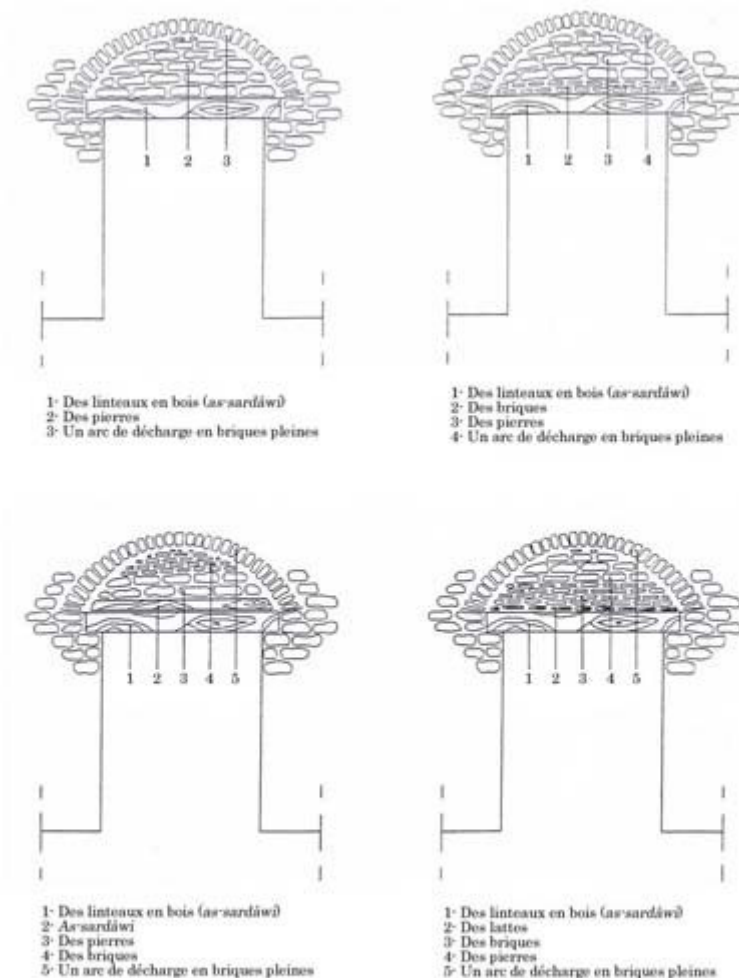 1 2 3
1- Des linteaux en bois (as-sardâwi)
2- Des pierres
3- Un arc de décharge en briques pleines
1 2 3 4
1- Des linteaux en bois (as-sardâwi)
2- Des briques
3- Des pierres
4- Un arc de décharge en briques pleines
1 2 3 4 5
1- Des linteaux en bois (as-sardâwi)
2- As-sardâwi
3- Des pierres
4- Des briques
5- Un arc de décharge en briques pleines
1 2 3 4 5
1- Des linteaux en bois (as-sardâwi)
2- Des lattes
3- Des briques
4- Des pierres
5- Un arc de décharge en briques pleines